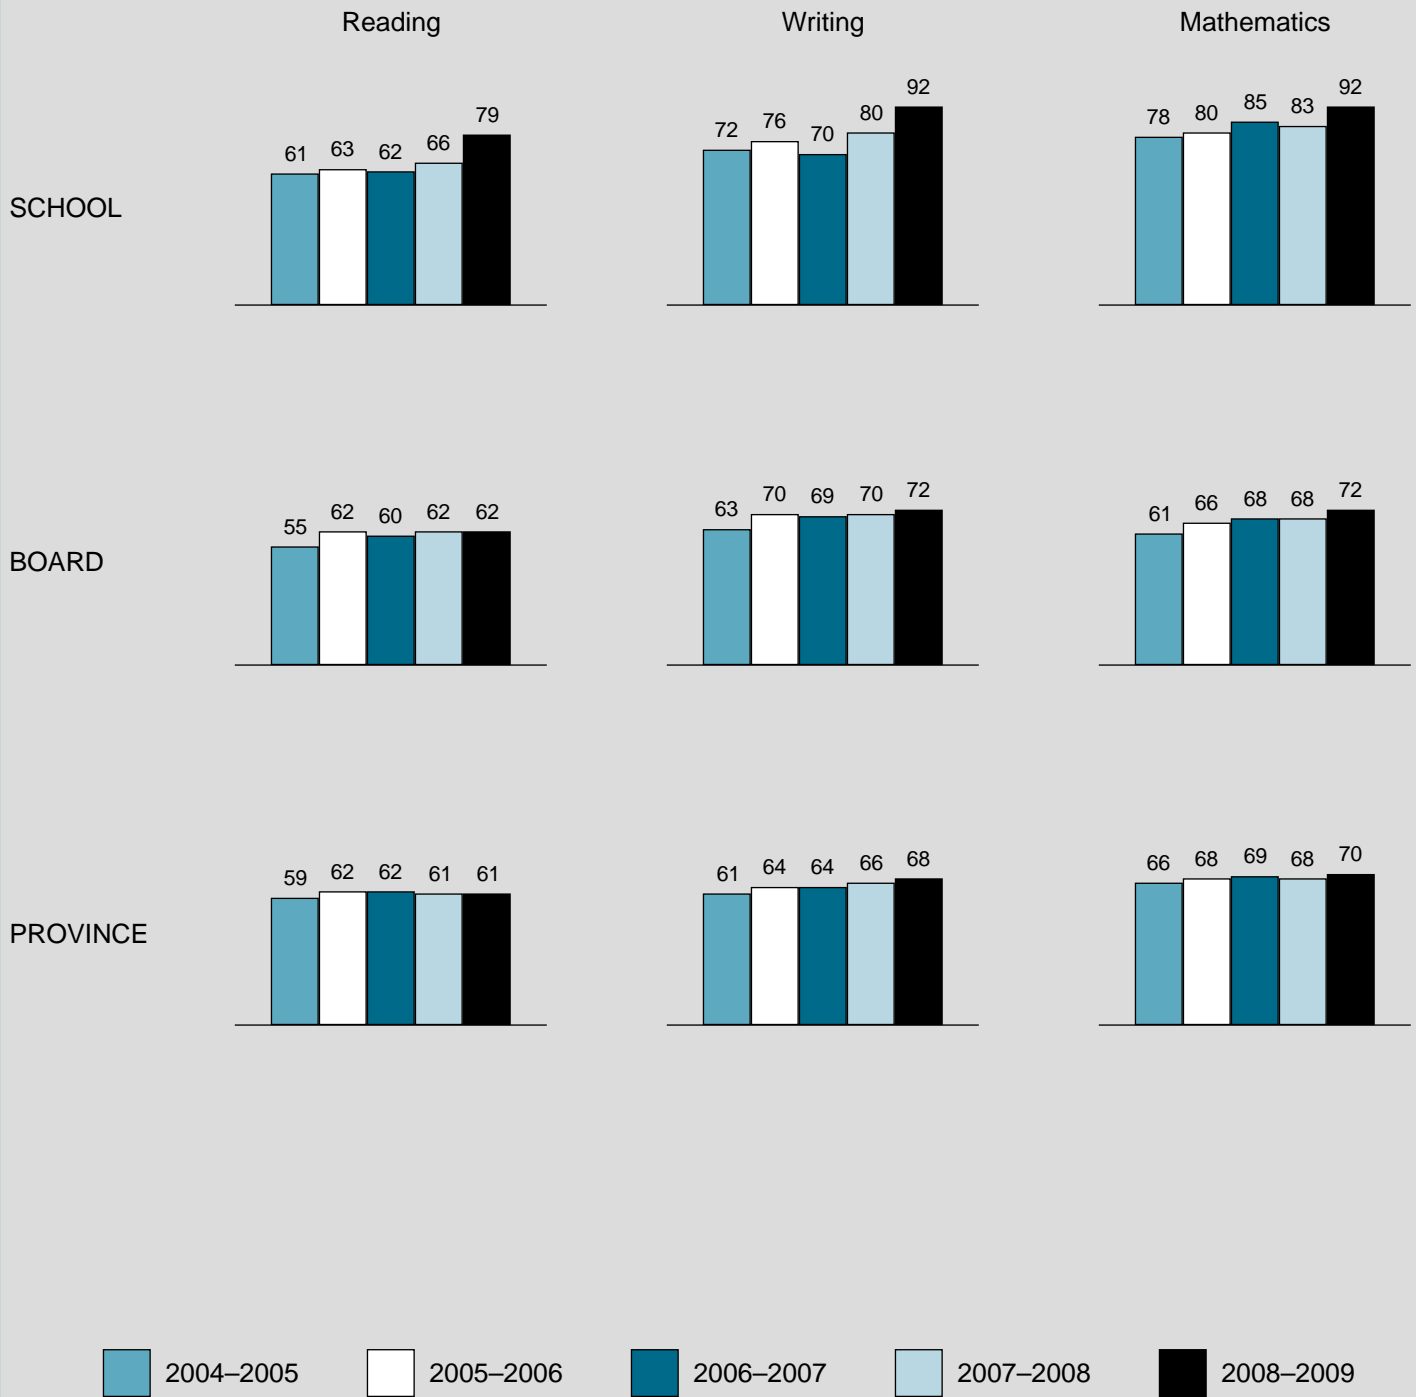 Reading Writing Mathematics
SCHOOL
61 63 62 66 79
72 76 70 80 92
78 80 85 83 92
BOARD
55 62 60 62 62
63 70 69 70 72
61 66 68 68 72
PROVINCE
59 62 62 61 61
61 64 64 66 68
66 68 69 68 70
2004–2005 2005–2006 2006–2007 2007–2008 2008–2009